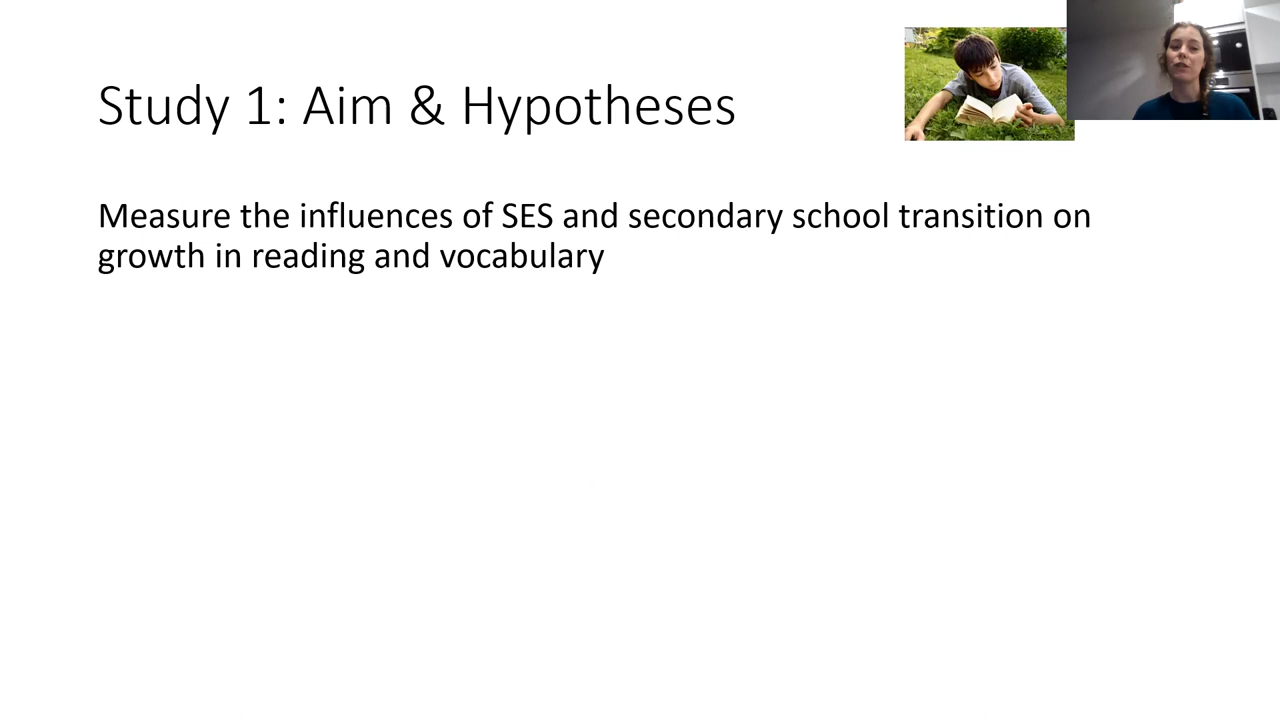 Study 1: Aim & Hypotheses
Measure the influences of SES and secondary school transition on
growth in reading and vocabulary